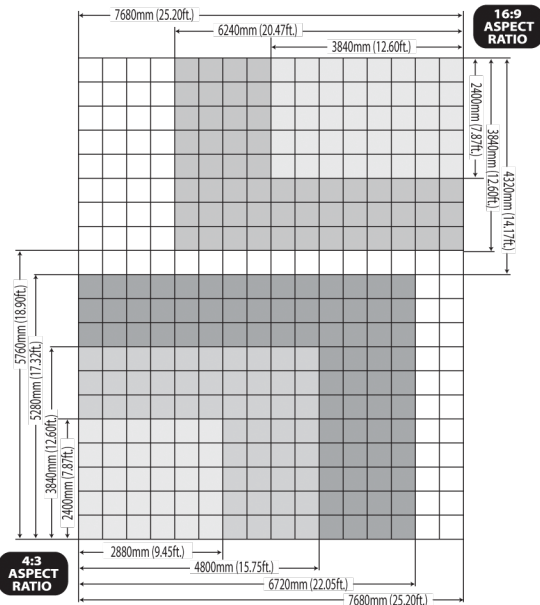 7680mm (25.20ft.)
6240mm (20.47ft.)
3840mm (12.60ft.)
16:9
ASPECT
RATIO
2400mm (7.87ft.)
3840mm (12.60ft.)
4320mm (14.17ft.)
5760mm (18.90ft.)
5280mm (17.32ft.)
3840mm (12.60ft.)
2400mm (7.87ft.)
4:3
ASPECT
RATIO
2880mm (9.45ft.)
4800mm (15.75ft.)
6720mm (22.05ft.)
7680mm (25.20ft.)